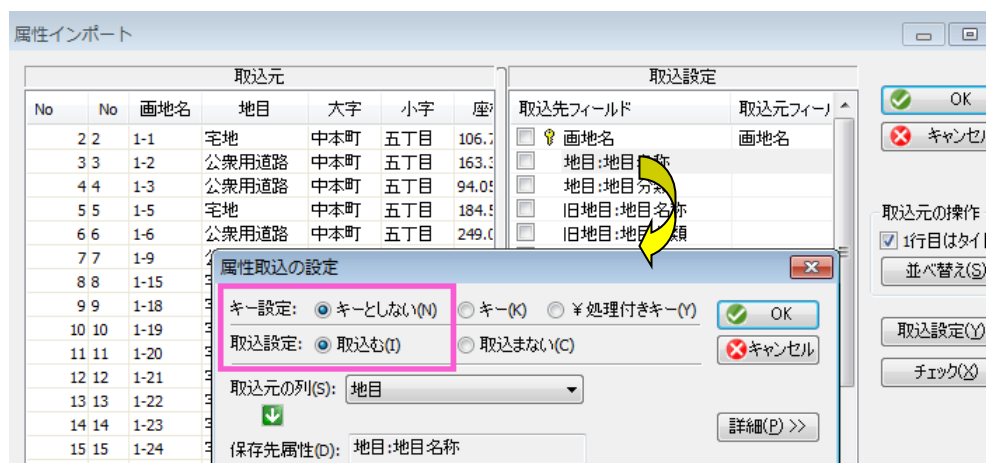 属性インポート
取込元
取込設定
No No 画地名 地目 大字 小字
取込先フィールド
2 2 1-1 宅地 中本町 五丁目 106.
3 3 1-2 公衆用道路 中本町 五丁目 163.
4 4 1-3 公衆用道路 中本町 五丁目 94.05
5 5 1-5 宅地 中本町 五丁目 184.
6 6 1-6 公衆用道路 中本町 五丁目 249.
7 7 1-9
8 8 1-15
9 9 1-18
10 10 1-19
11 11 1-20
12 12 1-21
13 13 1-22
14 14 1-23
15 15 1-24
画地名 画地名
地目:地目名称
地目:地目分
旧地目:地目名称
旧地目:地 類
OK
キャンセル
取込元の操作
1行目はタイ
並べ替え(S)
取込設定(Y)
チェック(X)
属性取込の設定
キー設定: キーとしない(N) キー(K) ￥処理付きキー(Y)
取込設定: 取込む(I) 取込まない(C)
取込元の列(S): 地目
保存先属性(D): 地目:地目名称
OK
キャンセル
詳細(P) >>